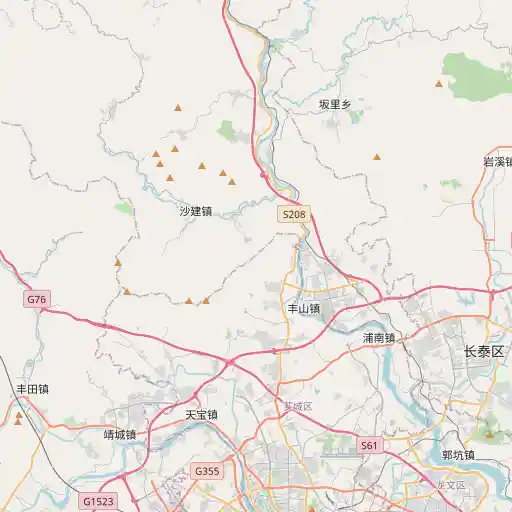 坂里乡
岩溪镇
沙建镇
S208
G76
丰山镇
浦南镇
长泰区
丰田镇
芗城区
天宝镇
靖城镇
S61
郭坑镇
G355
龙文区
G1523